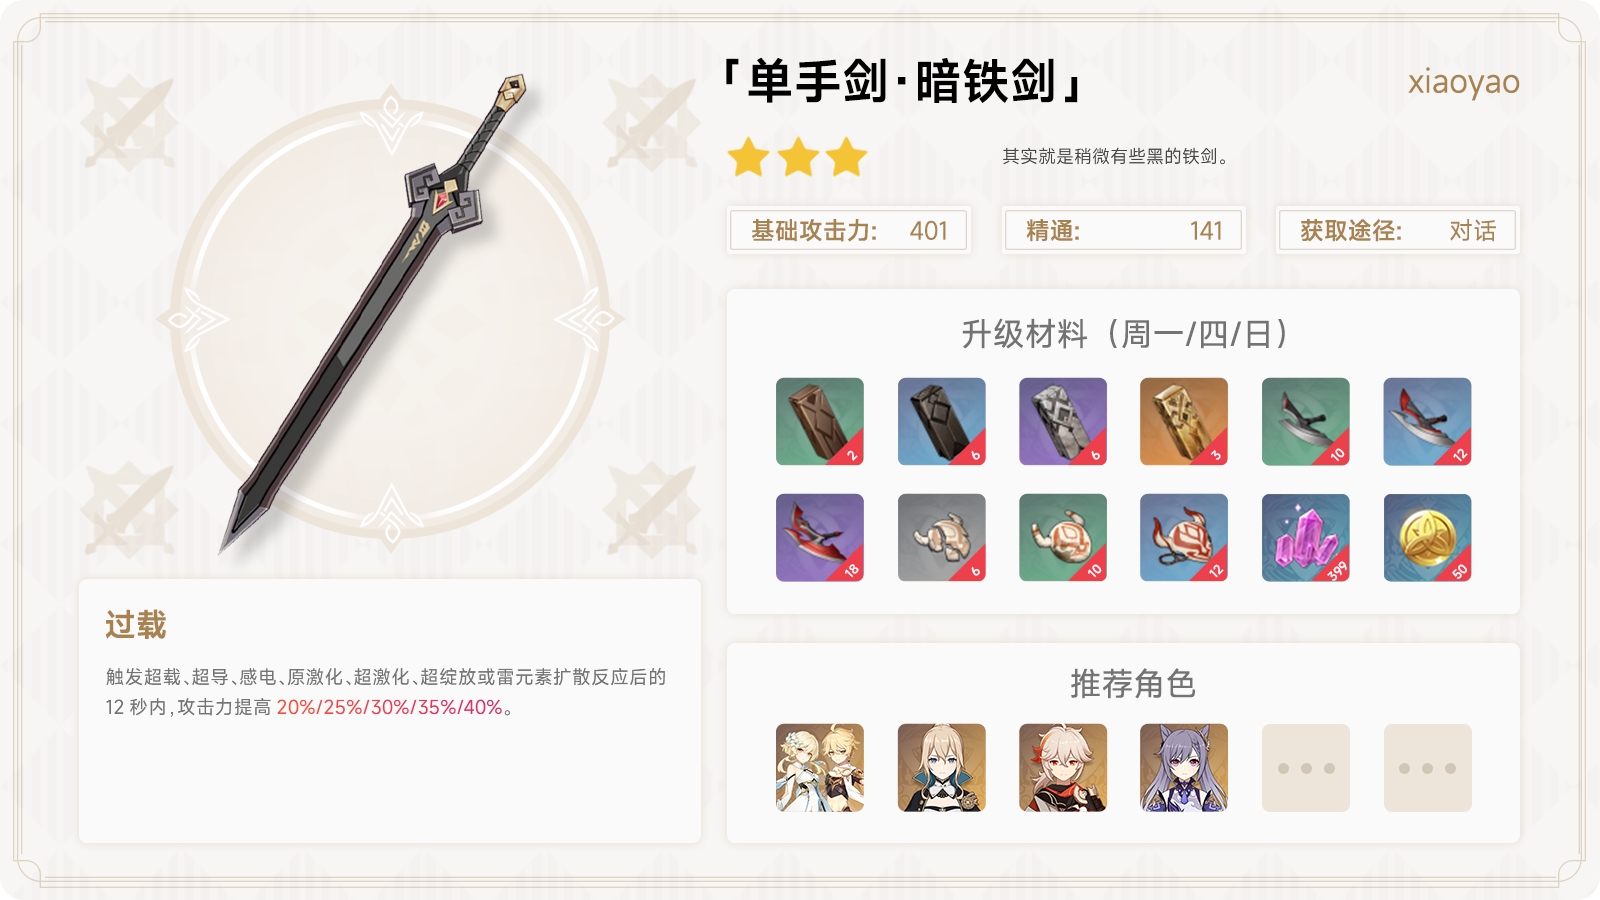 「单手剑·暗铁剑」
xiaoyao
其实就是稍微有些黑的铁剑。
基础攻击力: 401
精通: 141
获取途径: 对话
升级材料（周一/四/日）
2 6 6 3 10 12
18 6 10 12 399 50
过载
触发超载、超导、感电、原激化、超激化、超绽放或雷元素扩散反应后的
12 秒内,攻击力提高 20%/25%/30%/35%/40%。
推荐角色